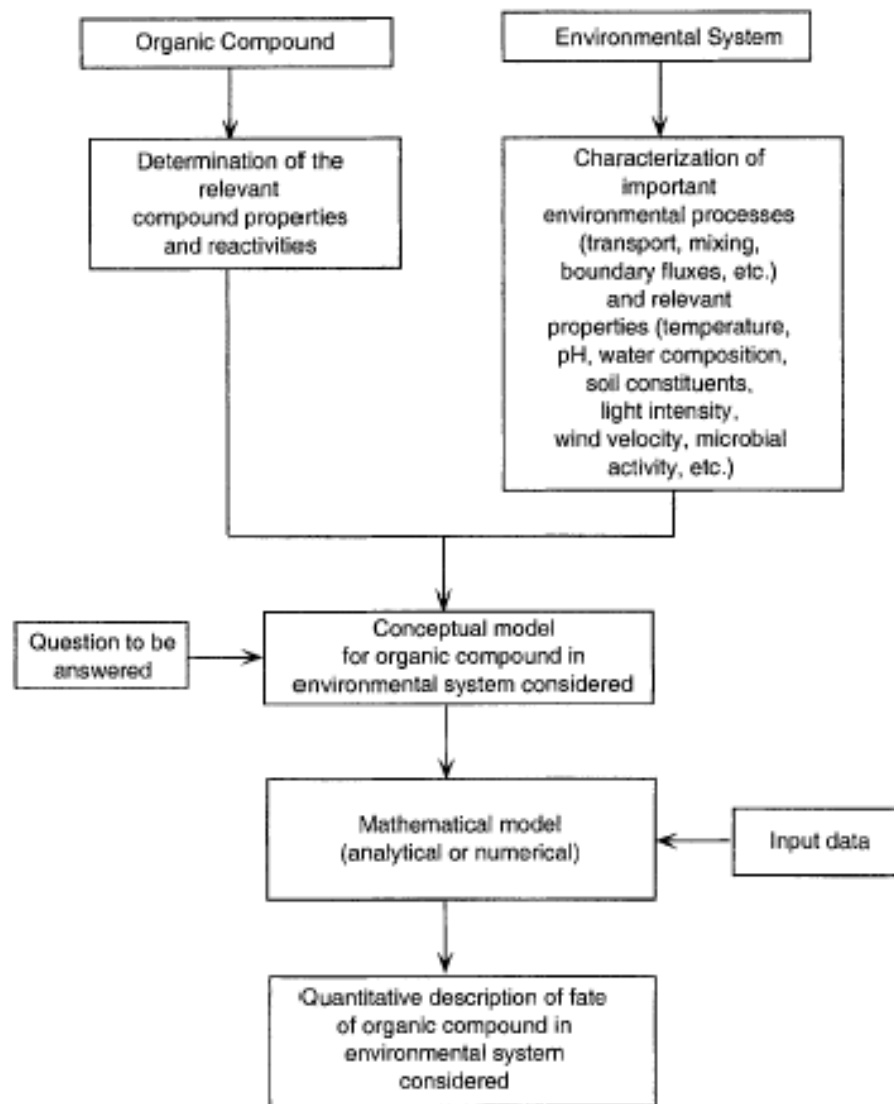 Organic Compound
Environmental System
Determination of the
relevant
compound properties
and reactivities
Characterization of
important
environmental processes
(transport, mixing,
boundary fluxes, etc.)
and relevant
properties (temperature,
pH, water composition,
soil constituents,
light intensity,
wind velocity, microbial
activity, etc.)
Question to be
answered
Conceptual model
for organic compound in
environmental system considered
Mathematical model
(analytical or numerical)
Input data
Quantitative description of fate
of organic compound in
environmental system
considered